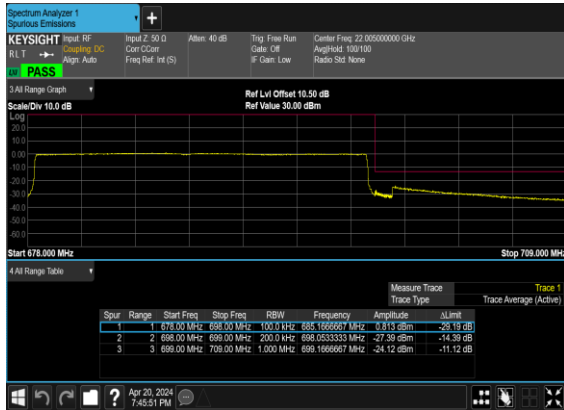 Spectrum Analyzer 1
Spurious Emissions
KEYSIGHT
RLT
Input: RF
Coupling: DC
Align: Auto
Input Z: 50 Ω
Corr CCorr
Freq Ref: Int (S)
Atten: 40 dB
Trig: Free Run
Gate: Off
IF Gain: Low
Center Freq: 22.005000000 GHz
Avg|Hold: 100/100
Radio Std: None
PASS
3 All Range Graph
Ref Lvl Offset 10.50 dB
Scale/Div 10.0 dB
Ref Value 30.00 dBm
Log
20.0
10.0
0.00
-10.0
-20.0
-30.0
-40.0
-50.0
-60.0
Start 678.000 MHz
Stop 709.000 MHz
4 All Range Table
Measure Trace Trace 1
Trace Type Trace Average (Active)
Spur Range Start Freq Stop Freq RBW Frequency Amplitude ΔLimit
1 1 678.00 MHz 698.00 MHz 100.0 kHz 685.1666667 MHz 0.813 dBm -29.19 dB
2 2 698.00 MHz 699.00 MHz 200.0 kHz 698.0533333 MHz -27.39 dBm -14.39 dB
3 3 699.00 MHz 709.00 MHz 1.000 MHz 699.1666667 MHz -24.12 dBm -11.12 dB
Apr 20, 2024
7:45:51 PM